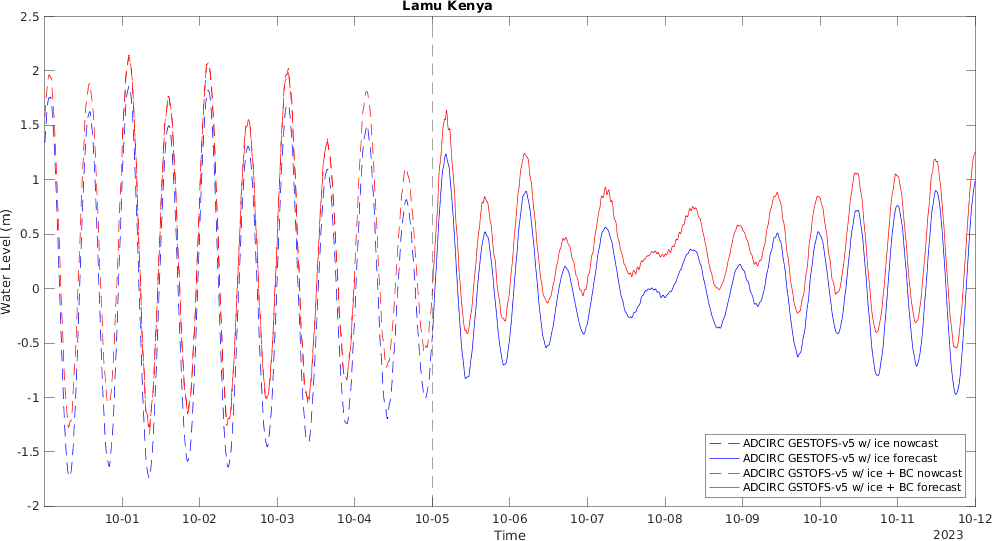 Lamu Kenya
2.5
2
1.5
1
0.5
0
-0.5
-1
-1.5
-2
Water Level (m)
10-01 10-02 10-03 10-04 10-05 10-06 10-07 10-08 10-09 10-10 10-11 10-12
Time
2023
ADCIRC GESTOFS-v5 w/ ice nowcast
ADCIRC GESTOFS-v5 w/ ice forecast
ADCIRC GSTOFS-v5 w/ ice + BC nowcast
ADCIRC GSTOFS-v5 w/ ice + BC forecast